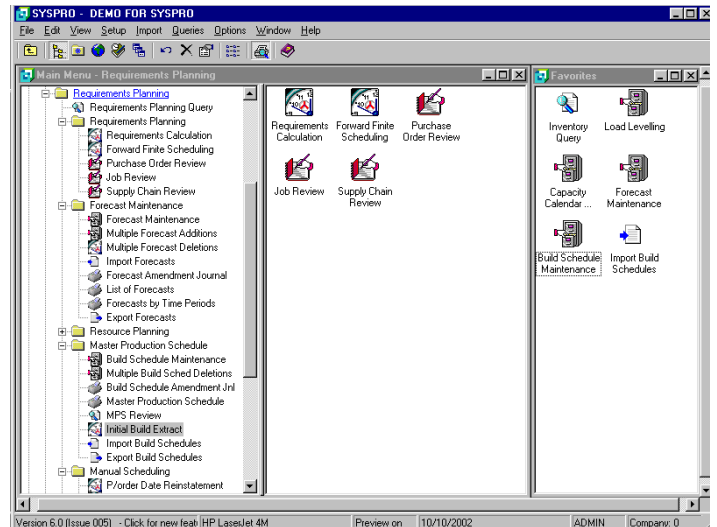 SYSPRO - DEMO FOR SYSPRO
File Edit View Setup Import Queries Options Window Help
Main Menu - Requirements Planning
Requirements Planning
Requirements Planning Query
Requirements Planning
Requirements Calculation
Forward Finite Scheduling
Purchase Order Review
Job Review
Supply Chain Review
Forecast Maintenance
Forecast Maintenance
Multiple Forecast Additions
Multiple Forecast Deletions
Import Forecasts
Forecast Amendment Journal
List of Forecasts
Forecasts by Time Periods
Export Forecasts
Resource Planning
Master Production Schedule
Build Schedule Maintenance
Multiple Build Sched Deletions
Build Schedule Amendment Jnl
Master Production Schedule
MPS Review
Initial Build Extract
Import Build Schedules
Export Build Schedules
Manual Scheduling
P/order Date Reinstatement
Requirements Forward Finite Purchase
Calculation Scheduling Order Review
Job Review Supply Chain
Review
Favorites
Inventory Load Levelling
Query
Capacity Forecast
Calendar ... Maintenance
Build Schedule Import Build
Maintenance Schedules
Version 6.0 (Issue 005) - Click for new feat HP LaserJet 4M Preview on 10/10/2002 ADMIN Company: 0